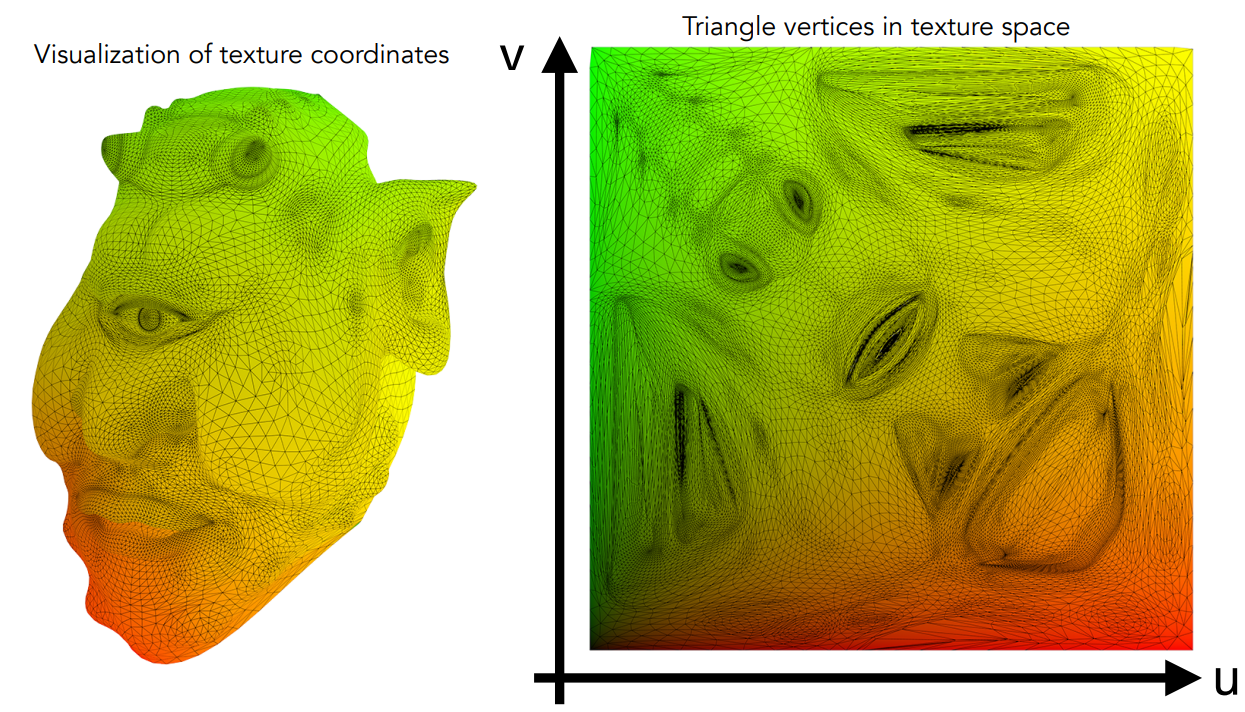 Visualization of texture coordinates
Triangle vertices in texture space
v
u